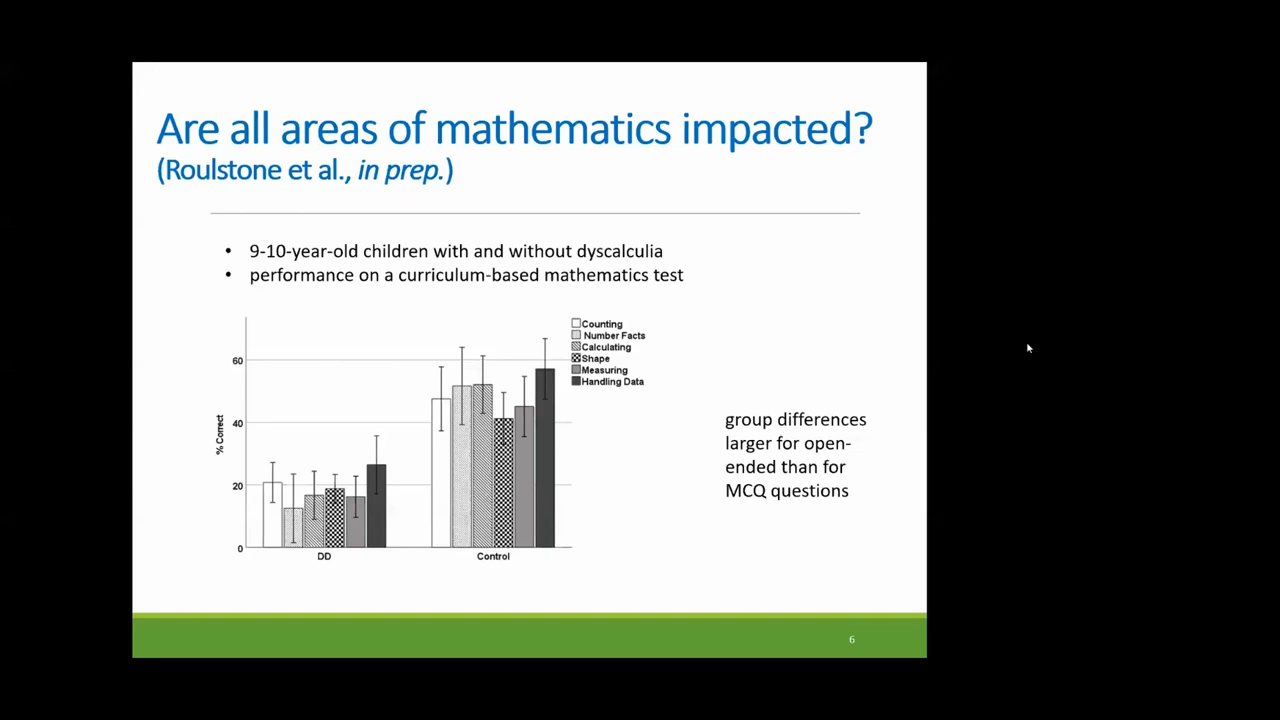 Are all areas of mathematics impacted?
(Roulstone et al., in prep.)
• 9-10-year-old children with and without dyscalculia
• performance on a curriculum-based mathematics test
Counting
Number Facts
Calculating
Shape
Measuring
Handling Data
% Correct
60
40
20
0
DD
Control
group differences
larger for open-
ended than for
MCQ questions
6